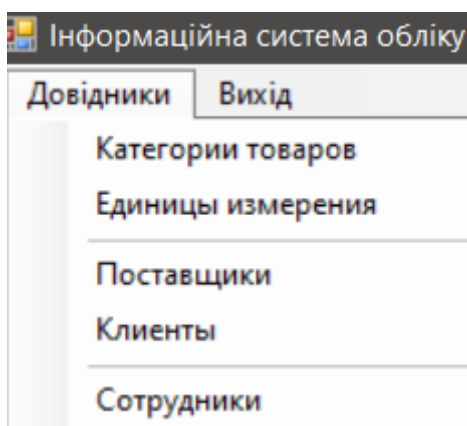 Інформаційна система обліку
Довідники Вихід
Категории товаров
Единицы измерения
Поставщики
Клиенты
Сотрудники